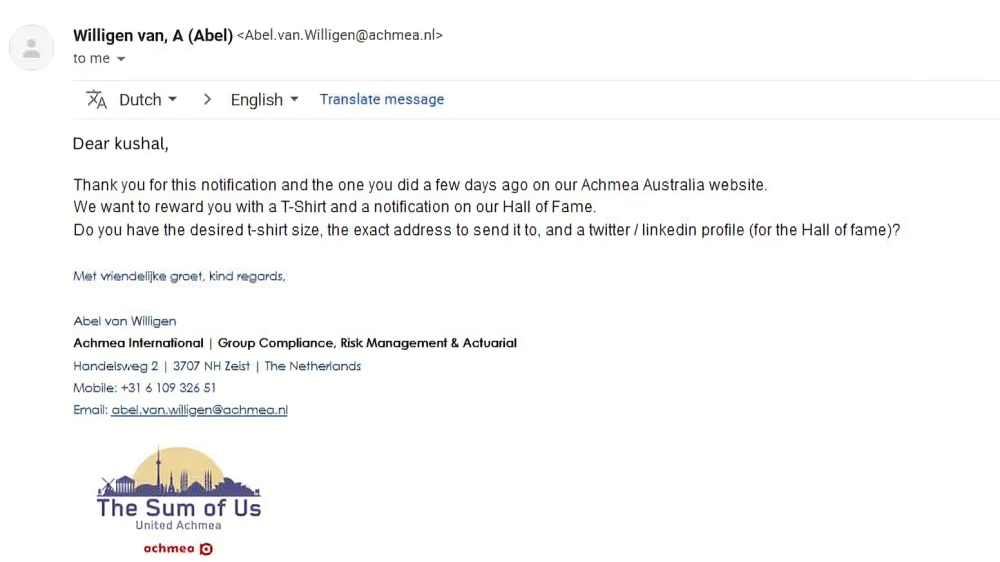 Willigen van, A (Abel) <Abel.van.Willigen@achmea.nl>
to me
Dutch > English Translate message
Dear kushal,
Thank you for this notification and the one you did a few days ago on our Achmea Australia website.
We want to reward you with a T-Shirt and a notification on our Hall of Fame.
Do you have the desired t-shirt size, the exact address to send it to, and a twitter / linkedin profile (for the Hall of fame)?
Met vriendelijke groet, kind regards,
Abel van Willigen
Achmea International | Group Compliance, Risk Management & Actuarial
Handelsweg 2 | 3707 NH Zeist | The Netherlands
Mobile: +31 6 109 326 51
Email: abel.van.willigen@achmea.nl
The Sum of Us
United Achmea
achmea